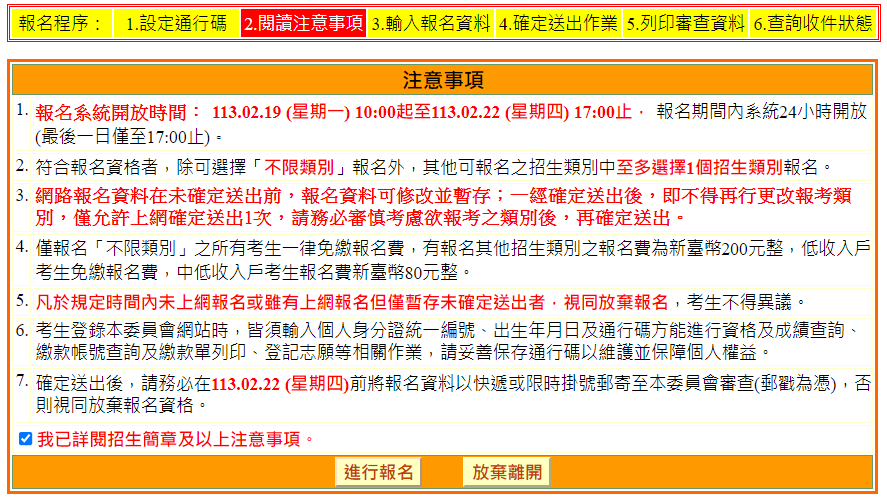 報名程序： 1.設定通行碼 2.閱讀注意事項 3.輸入報名資料 4.確定送出作業 5.列印審查資料 6.查詢收件狀態
注意事項
1. 報名系統開放時間： 113.02.19 (星期一) 10:00起至113.02.22 (星期四) 17:00止， 報名期間內系統24小時開放
(最後一日僅至17:00止)。
2. 符合報名資格者，除可選擇「不限類別」報名外，其他可報名之招生類別中至多選擇1個招生類別報名。
3. 網路報名資料在未確定送出前，報名資料可修改並暫存；一經確定送出後，即不得再行更改報考類
別，僅允許上網確定送出1次，請務必審慎考慮欲報考之類別後，再確定送出。
4. 僅報名「不限類別」之所有考生一律免繳報名費，有報名其他招生類別之報名費為新臺幣200元整，低收入戶
考生免繳報名費，中低收入戶考生報名費新臺幣80元整。
5. 凡於規定時間內未上網報名或雖有上網報名但僅暫存未確定送出者，視同放棄報名，考生不得異議。
6. 考生登錄本委員會網站時，皆須輸入個人身分證統一編號、出生年月日及通行碼方能進行資格及成績查詢、
繳款帳號查詢及繳款單列印、登記志願等相關作業，請妥善保存通行碼以維護並保障個人權益。
7. 確定送出後，請務必在113.02.22 (星期四)前將報名資料以快遞或限時掛號郵寄至本委員會審查(郵戳為憑)，否
則視同放棄報名資格。
我已詳閱招生簡章及以上注意事項。
進行報名 放棄離開